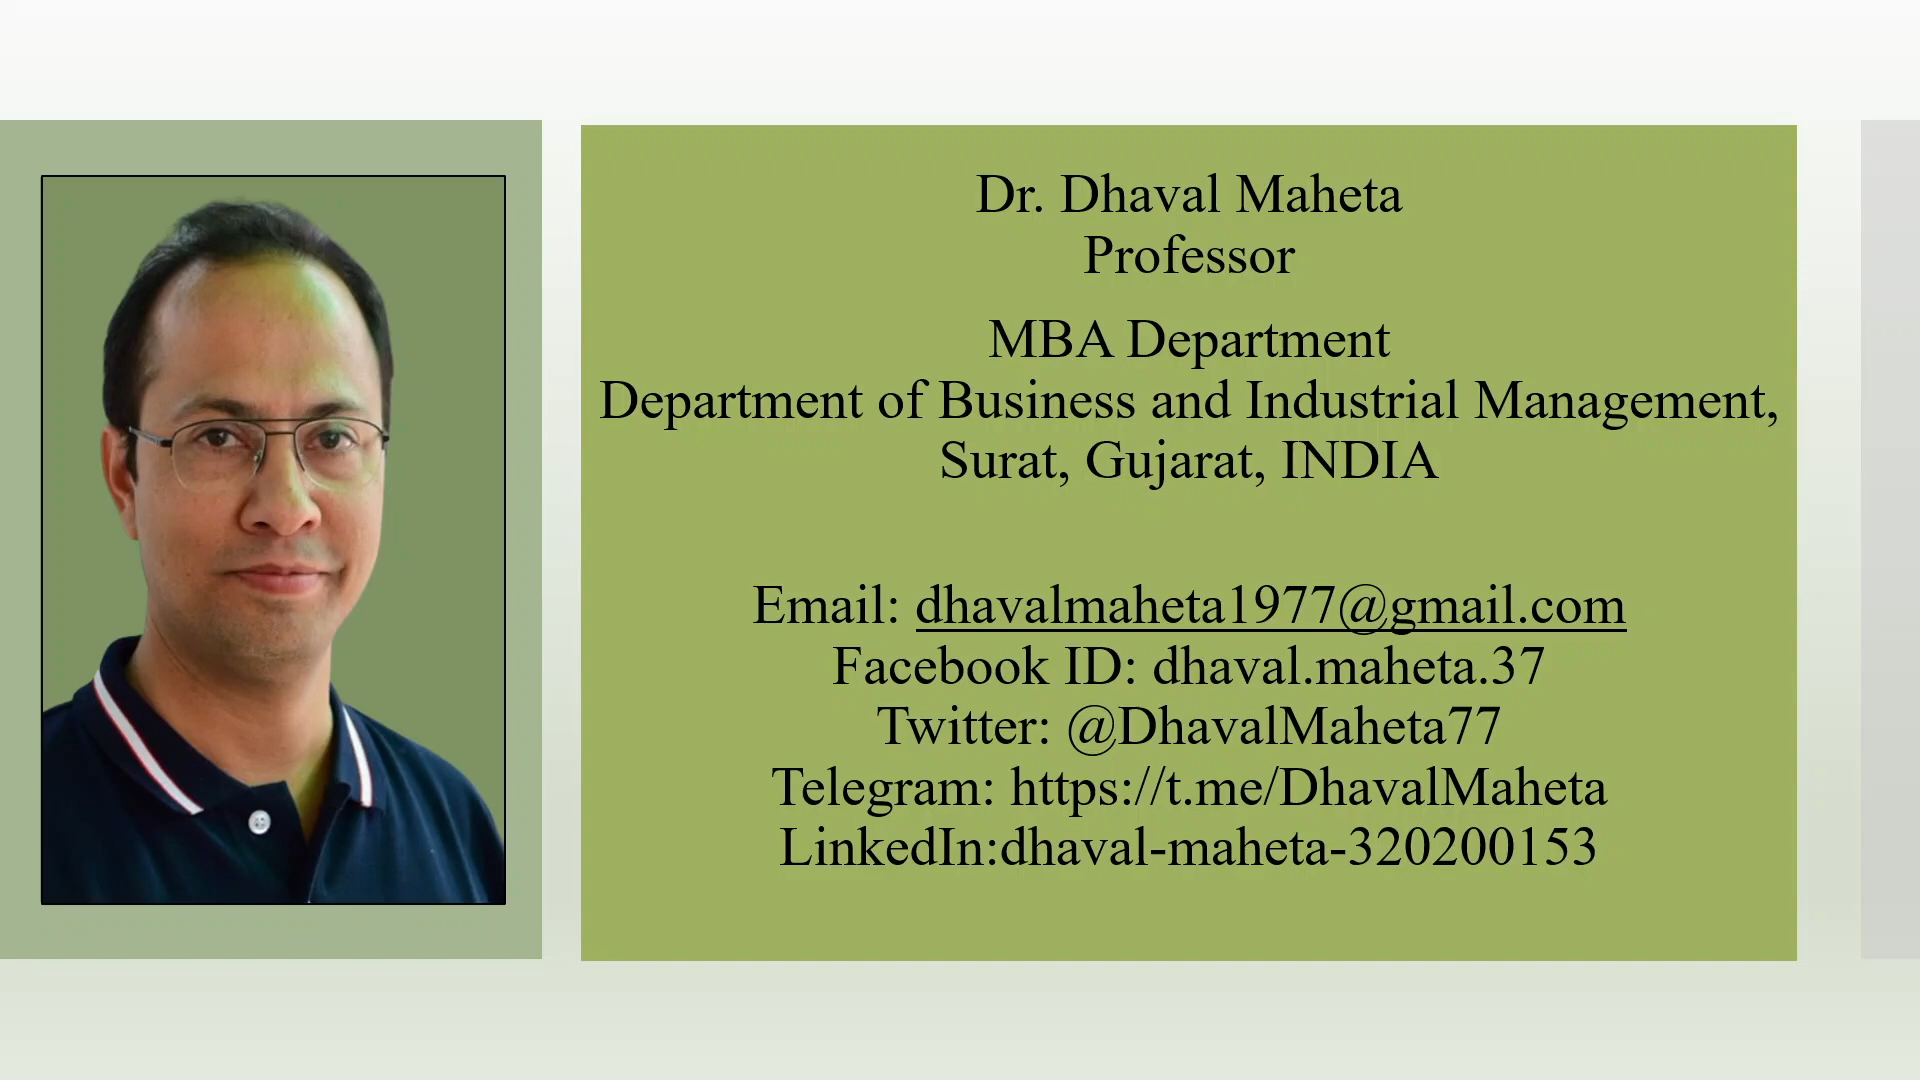 Dr. Dhaval Maheta
Professor
MBA Department
Department of Business and Industrial Management,
Surat, Gujarat, INDIA
Email: dhavalmaheta1977@gmail.com
Facebook ID: dhaval.maheta.37
Twitter: @DhavalMaheta77
Telegram: https://t.me/DhavalMaheta
LinkedIn:dhaval-maheta-320200153